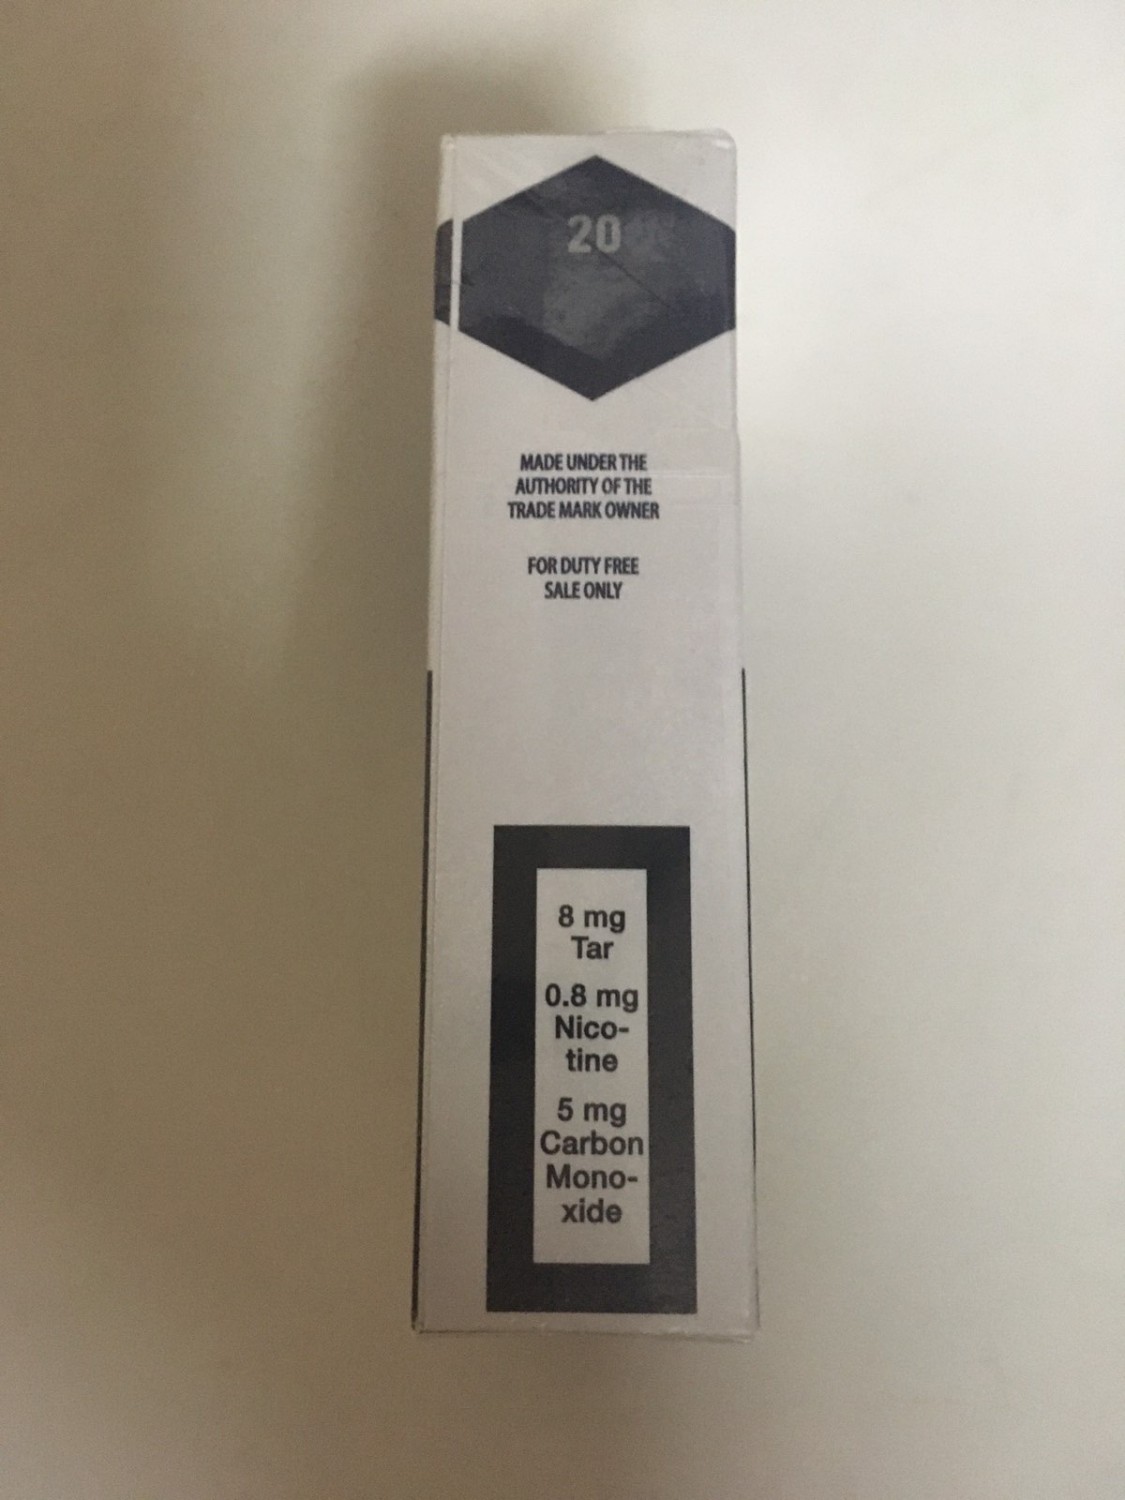 20
MADE UNDER THE
AUTHORITY OF THE
TRADE MARK OWNER
FOR DUTY FREE
SALE ONLY
8 mg
Tar
0.8 mg
Nico-
tine
5 mg
Carbon
Mono-
xide